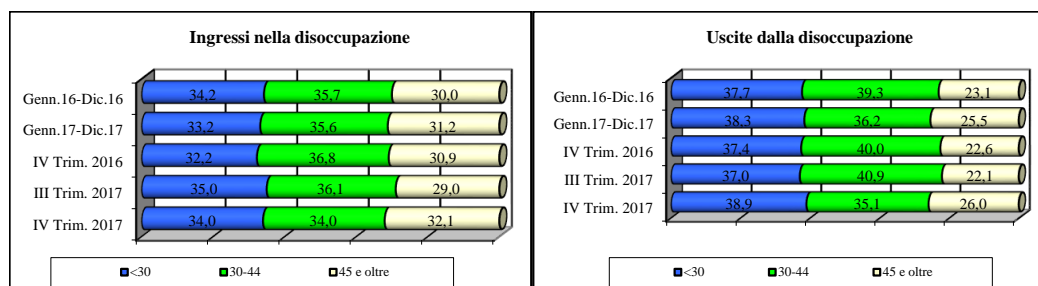 Ingressi nella disoccupazione
Genn.16-Dic.16 34,2 35,7 30,0
Genn.17-Dic.17 33,2 35,6 31,2
IV Trim. 2016 32,2 36,8 30,9
III Trim. 2017 35,0 36,1 29,0
IV Trim. 2017 34,0 34,0 32,1
<30 30-44 45 e oltre
Uscite dalla disoccupazione
Genn.16-Dic.16 37,7 39,3 23,1
Genn.17-Dic.17 38,3 36,2 25,5
IV Trim. 2016 37,4 40,0 22,6
III Trim. 2017 37,0 40,9 22,1
IV Trim. 2017 38,9 35,1 26,0
<30 30-44 45 e oltre